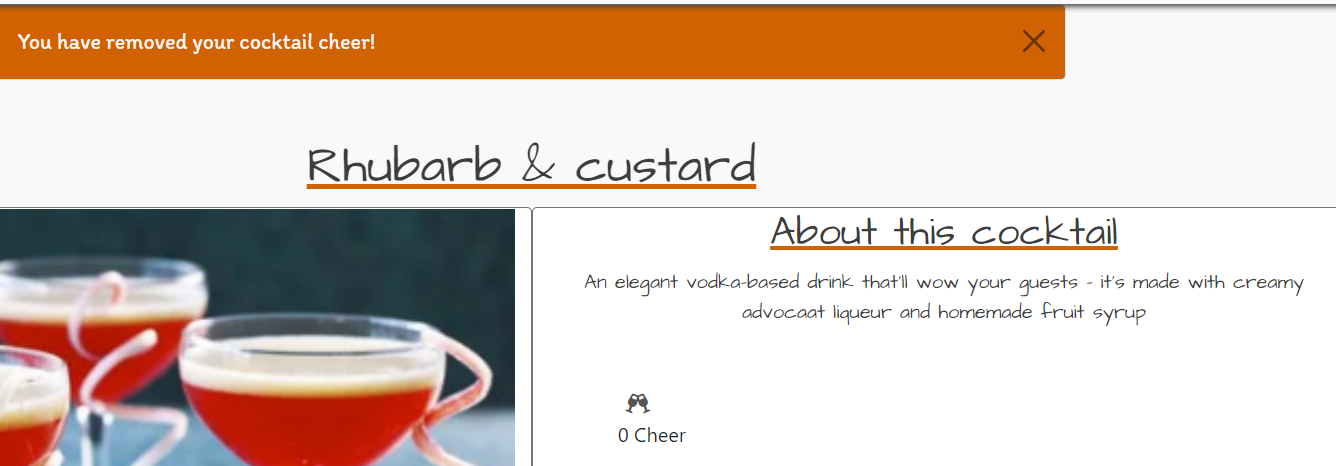 You have removed your cocktail cheer!
Rhubarb & custard
About this cocktail
An elegant vodka-based drink that'll wow your guests - it's made with creamy
advocaat liqueur and homemade fruit syrup
0 Cheer